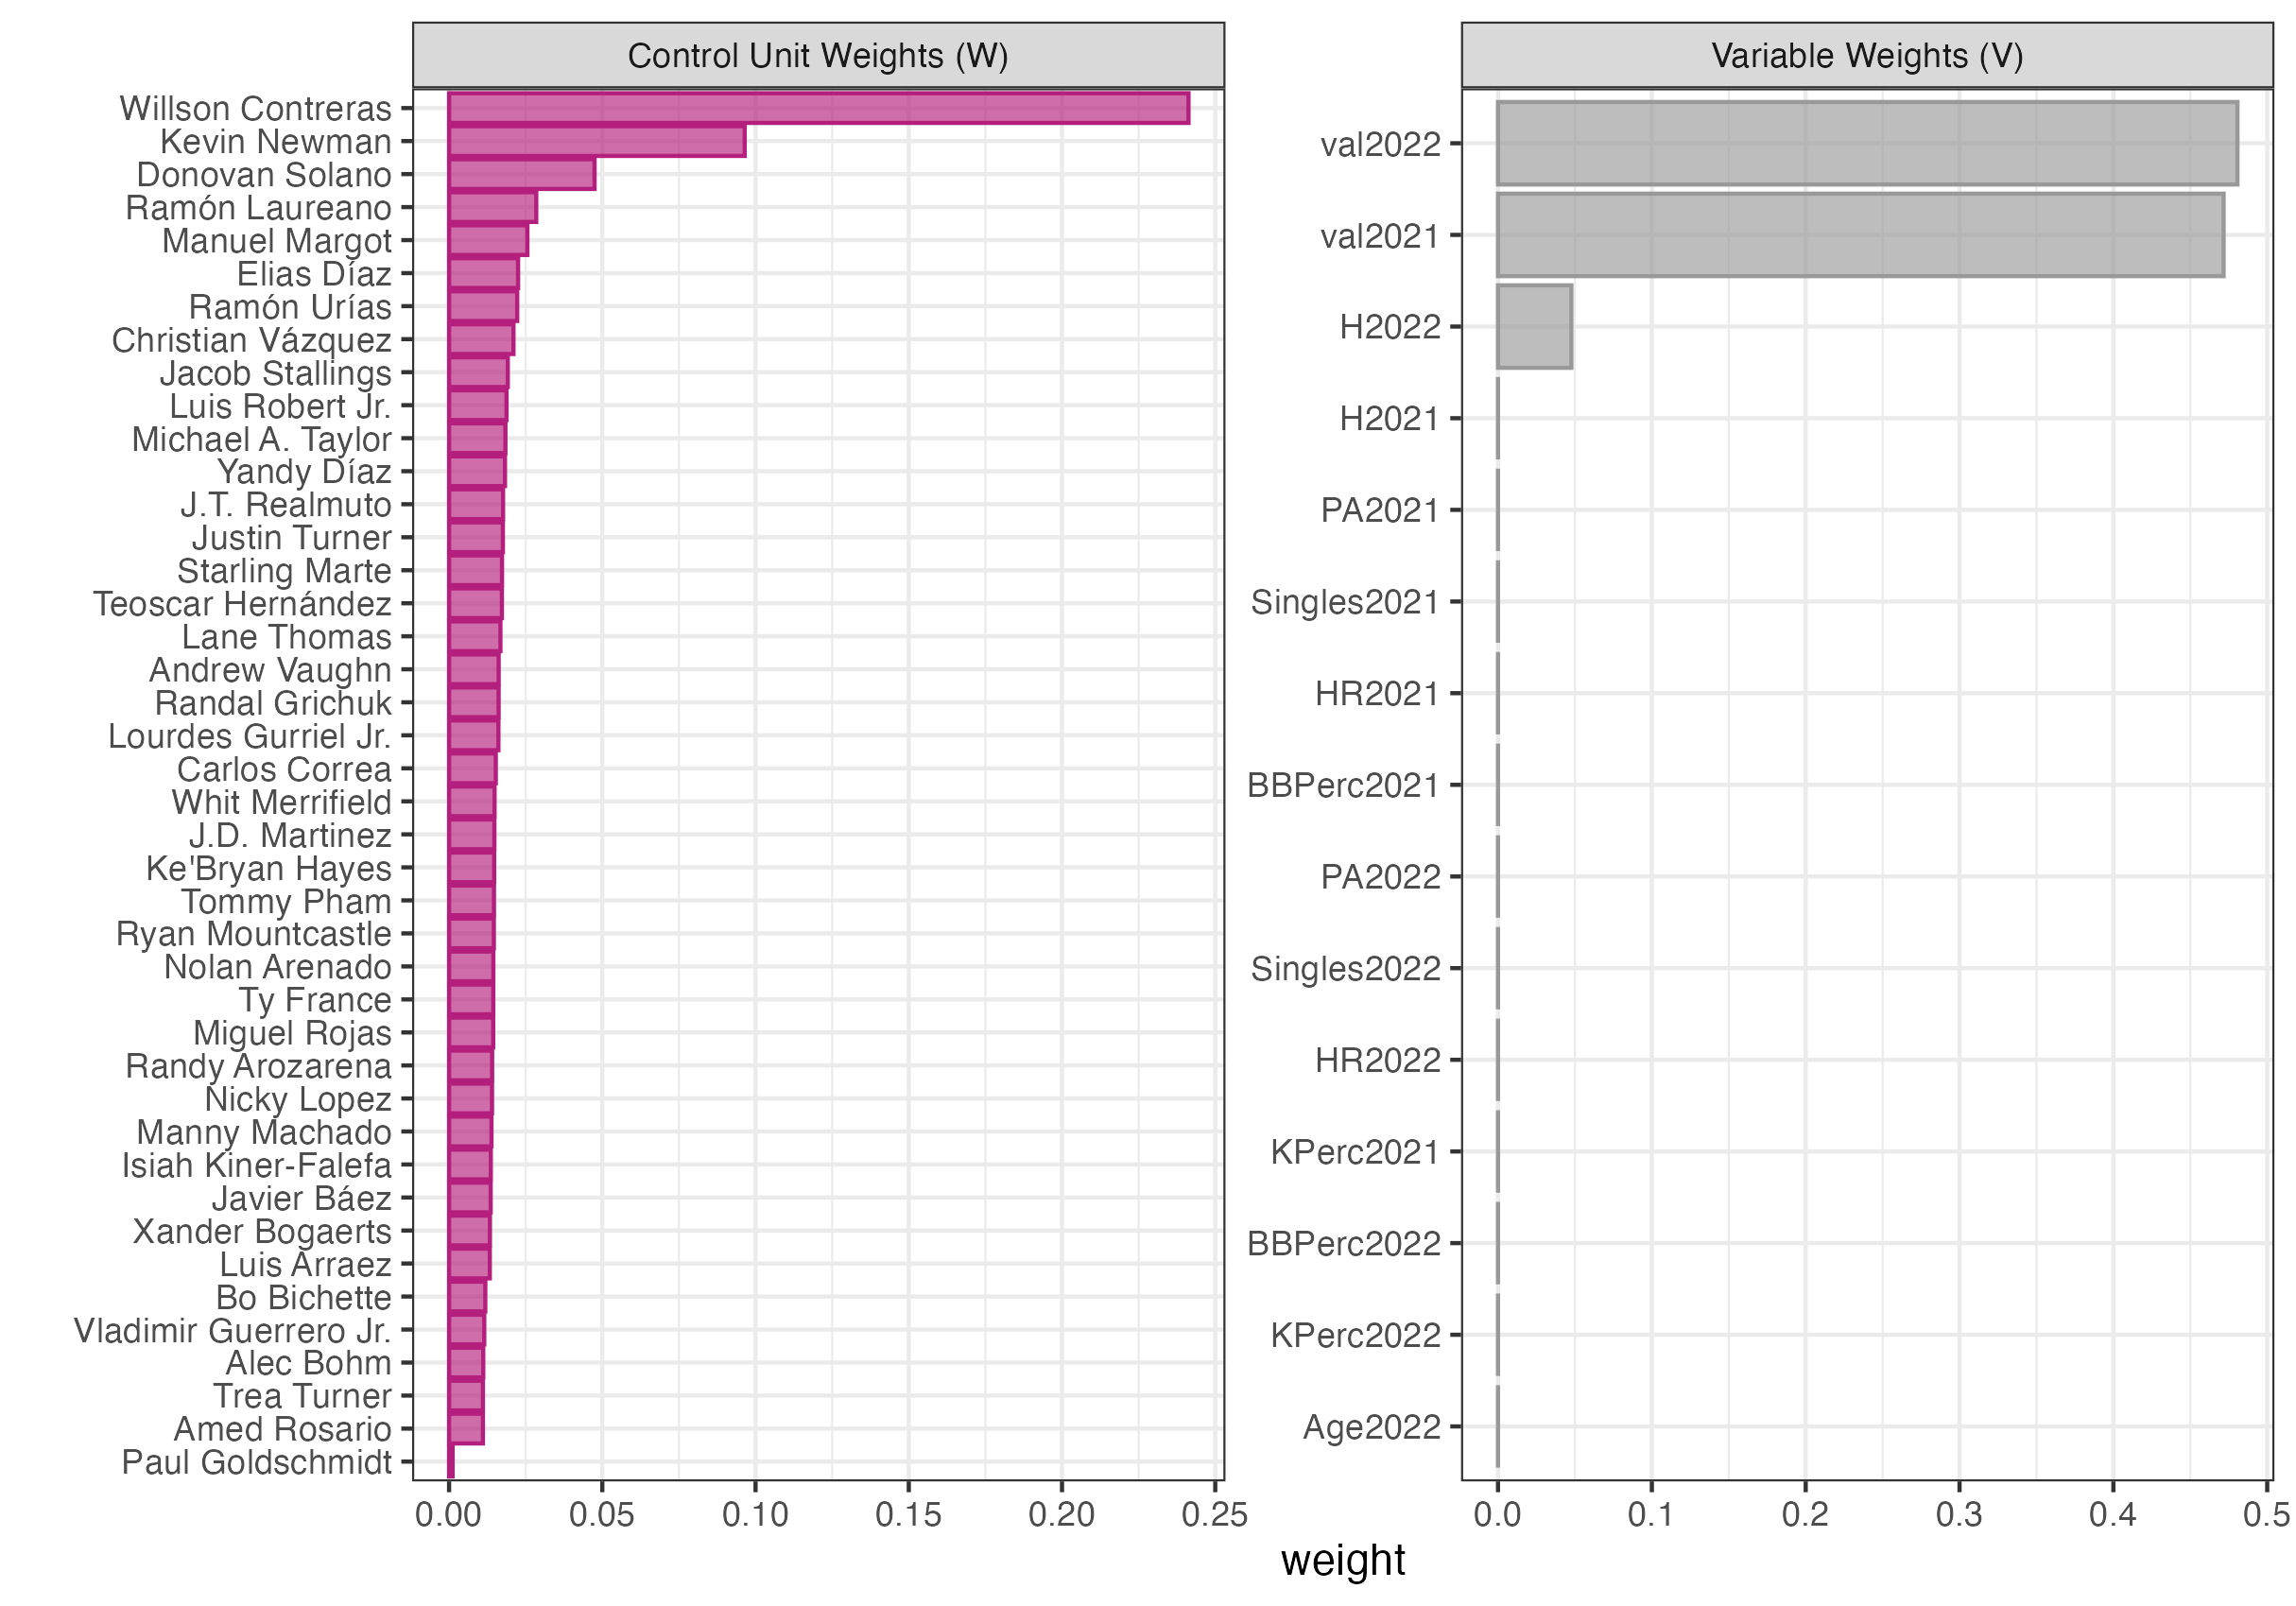 Control Unit Weights (W)
Willson Contreras
Kevin Newman
Donovan Solano
Ramón Laureano
Manuel Margot
Elias Díaz
Ramón Urías
Christian Vázquez
Jacob Stallings
Luis Robert Jr.
Michael A. Taylor
Yandy Díaz
J.T. Realmuto
Justin Turner
Starling Marte
Teoscar Hernández
Lane Thomas
Andrew Vaughn
Randal Grichuk
Lourdes Gurriel Jr.
Carlos Correa
Whit Merrifield
J.D. Martinez
Ke'Bryan Hayes
Tommy Pham
Ryan Mountcastle
Nolan Arenado
Ty France
Miguel Rojas
Randy Arozarena
Nicky Lopez
Manny Machado
Isiah Kiner-Falefa
Javier Báez
Xander Bogaerts
Luis Arraez
Bo Bichette
Vladimir Guerrero Jr.
Alec Bohm
Trea Turner
Amed Rosario
Paul Goldschmidt
0.00 0.05 0.10 0.15 0.20 0.25
Variable Weights (V)
val2022
val2021
H2022
H2021
PA2021
Singles2021
HR2021
BBPerc2021
PA2022
Singles2022
HR2022
KPerc2021
BBPerc2022
KPerc2022
Age2022
0.0 0.1 0.2 0.3 0.4 0.5
weight